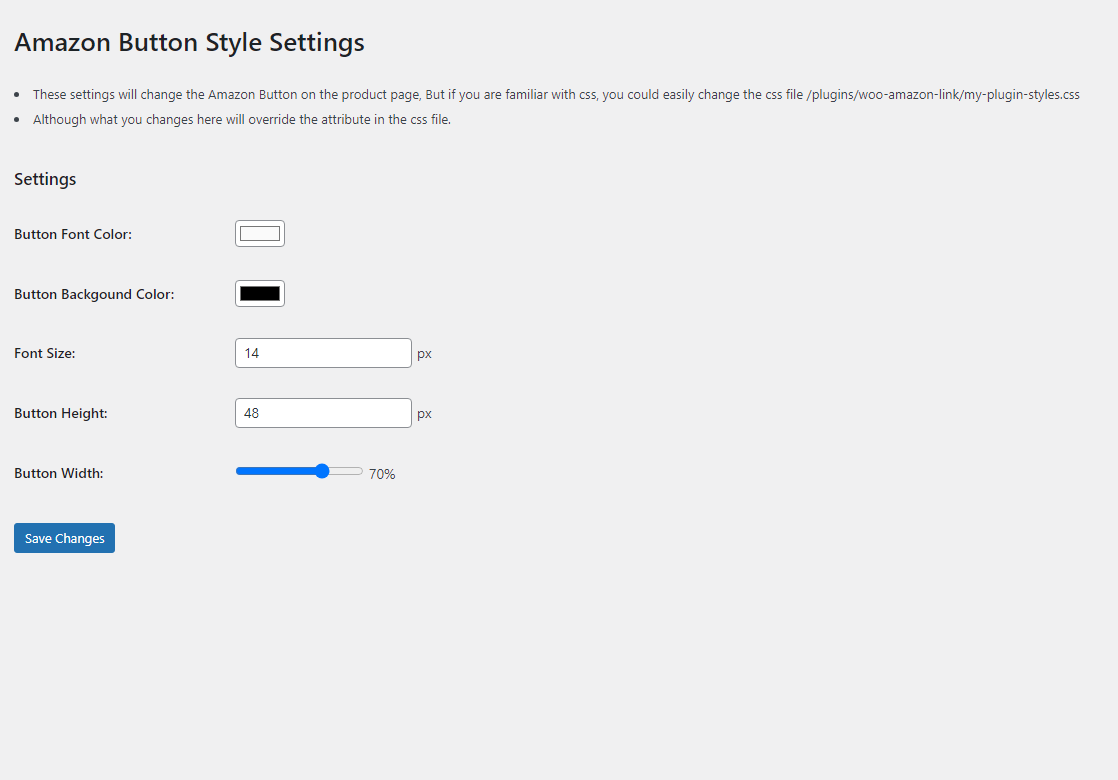 Amazon Button Style Settings
These settings will change the Amazon Button on the product page, But if you are familiar with css, you could easily change the css file /plugins/woo-amazon-link/my-plugin-styles.css
Although what you changes here will override the attribute in the css file.
Settings
Button Font Color:
Button Backgound Color:
Font Size: 14 px
Button Height: 48 px
Button Width: 70%
Save Changes